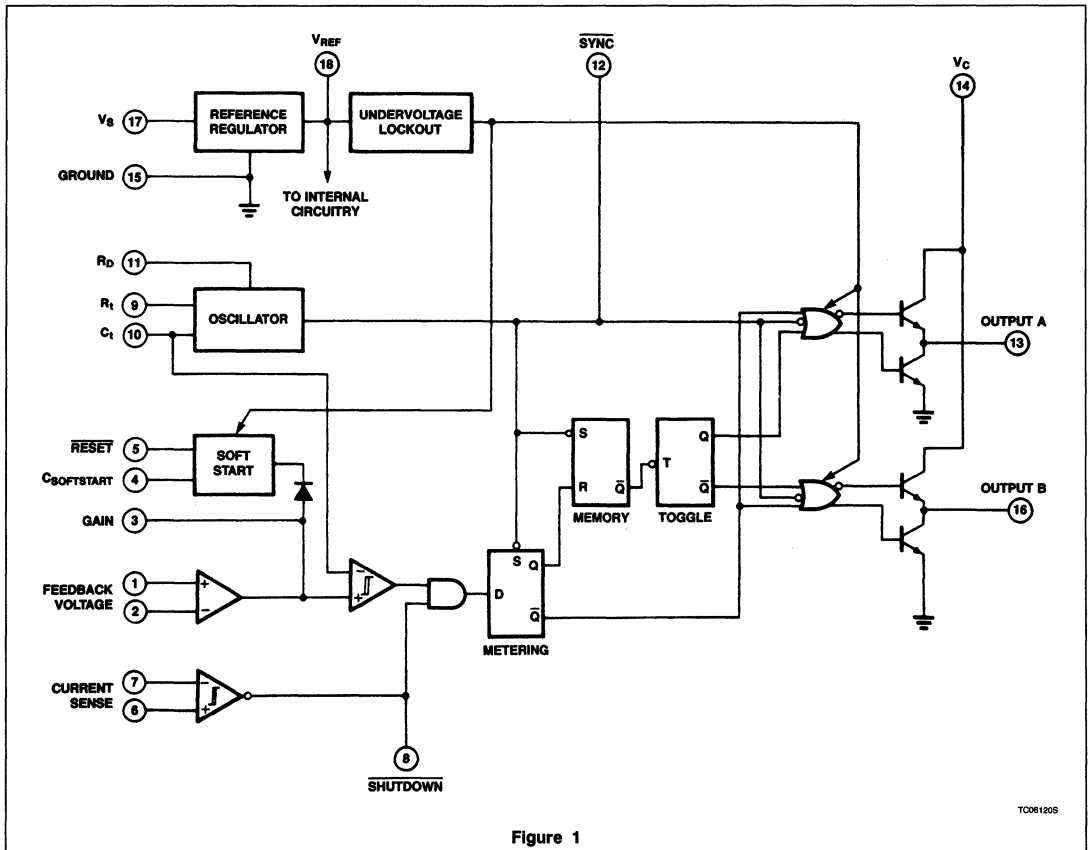 VREF
18
SYNC
12
VC
14
VS 17
REFERENCE
REGULATOR
UNDERVOLTAGE
LOCKOUT
GROUND 15
TO INTERNAL
CIRCUITRY
RD 11
Rt 9
Ct 10
OSCILLATOR
OUTPUT A
13
RESET 5
CSOFTSTART 4
SOFT
START
GAIN 3
S
R
Q
MEMORY
T
Q
Q
TOGGLE
OUTPUT B
16
FEEDBACK
VOLTAGE
1
2
+
−
−
+
S
D
Q
Q
METERING
CURRENT
SENSE
7
6
−
+
8
SHUTDOWN
TC06120S
Figure 1